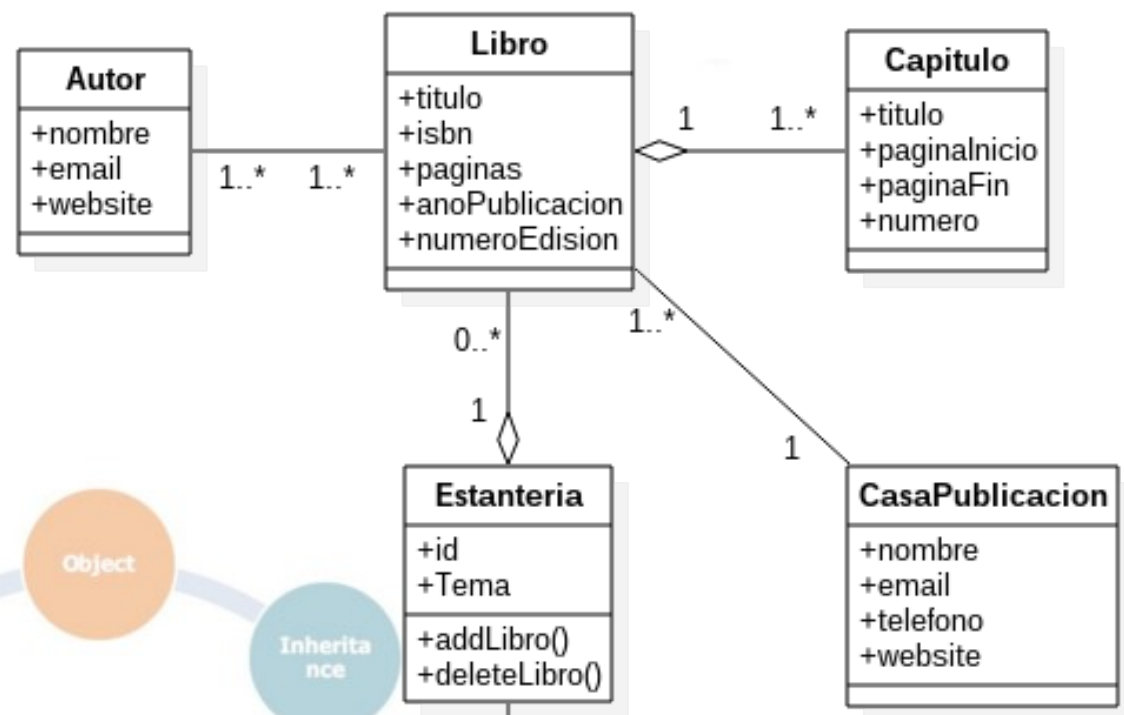 Autor
+nombre
+email
+website
1..*
1..*
Libro
+titulo
+isbn
+paginas
+anoPublicacion
+numeroEdision
1
1..*
Capitulo
+titulo
+paginaInicio
+paginaFin
+numero
0..*
1
1..*
1
Estanteria
+id
+Tema
+addLibro()
+deleteLibro()
CasaPublicacion
+nombre
+email
+telefono
+website
Object
Inherita
nce